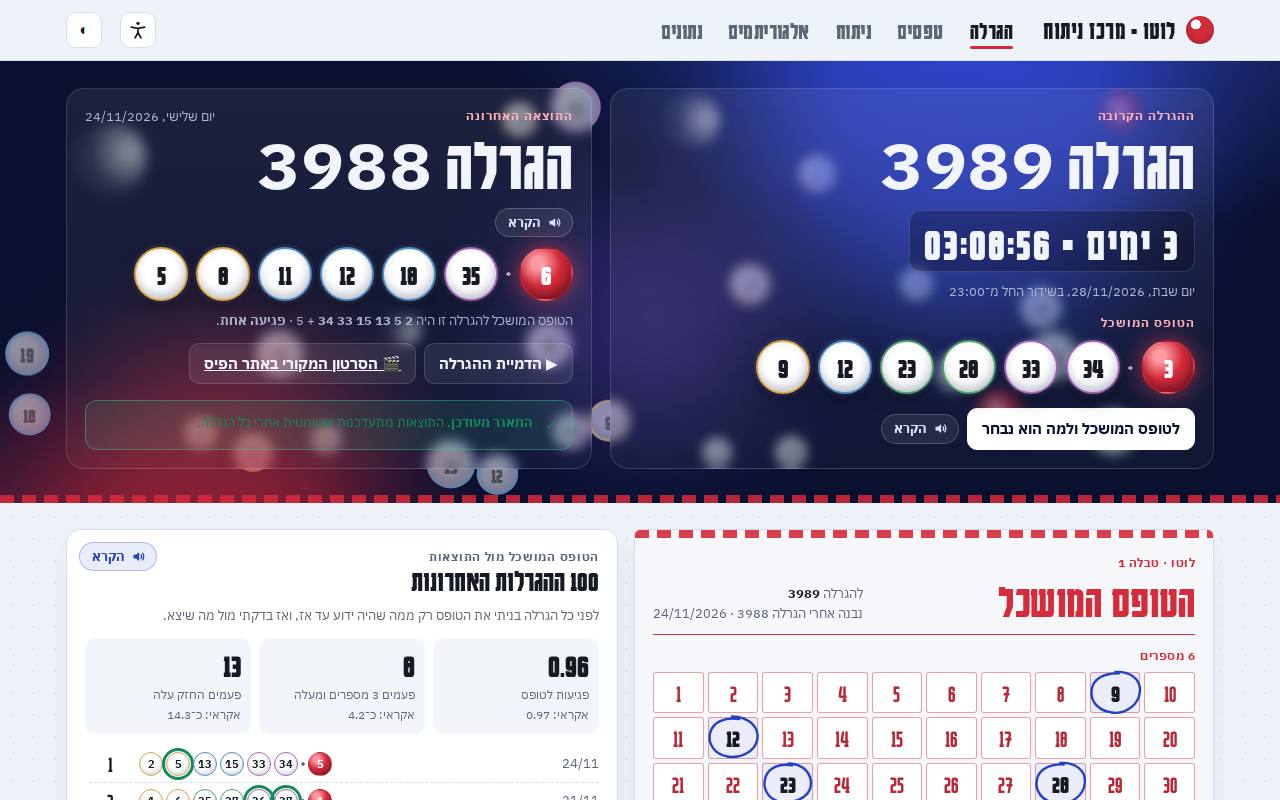 לוטו · מרכז ניתוח
הגרלה
טפסים
ניתוח
אלגוריתמים
נתונים
ההגרלה הקרובה
הגרלה 3989
3 ימים · 03:00:56
יום שבת, 28/11/2026, בשידור החל מ־23:00
הטופס המושכל
3 · 34 33 20 23 12 9
לטופס המושכל ולמה הוא נבחר
הקרא
התוצאה האחרונה
יום שלישי, 24/11/2026
הגרלה 3988
הקרא
6 · 35 10 12 11 0 5
הטופס המושכל להגרלה זו היה 2 5 13 15 33 34 + 5 · פגיעה אחת.
▶ הדמיית ההגרלה
🎬 הסרטון המקורי באתר הפיס
✓ המאגר מעודכן. התוצאות מתעדכנות אוטומטית אחרי כל הגרלה.
19
10
12
לוטו · טבלה 1
הטופס המושכל
להגרלה 3989
נבנה אחרי הגרלה 3988 · 24/11/2026
6 מספרים
1 2 3 4 5 6 7 8 9 10
11 12 13 14 15 16 17 18 19 20
21 22 23 24 25 26 27 28 29 30
הטופס המושכל מול התוצאות
100 ההגרלות האחרונות
הקרא
לפני כל הגרלה בניתי את הטופס רק ממה שהיה ידוע עד אז, ואז בדקתי מול מה שיצא.
0.96
פגיעות לטופס
אקראי: 0.97
0
פעמים 3 מספרים ומעלה
אקראי: כ־4.2
13
פעמים החזק עלה
אקראי: כ־14.3
1 2 5 13 15 33 34 · 5 24/11